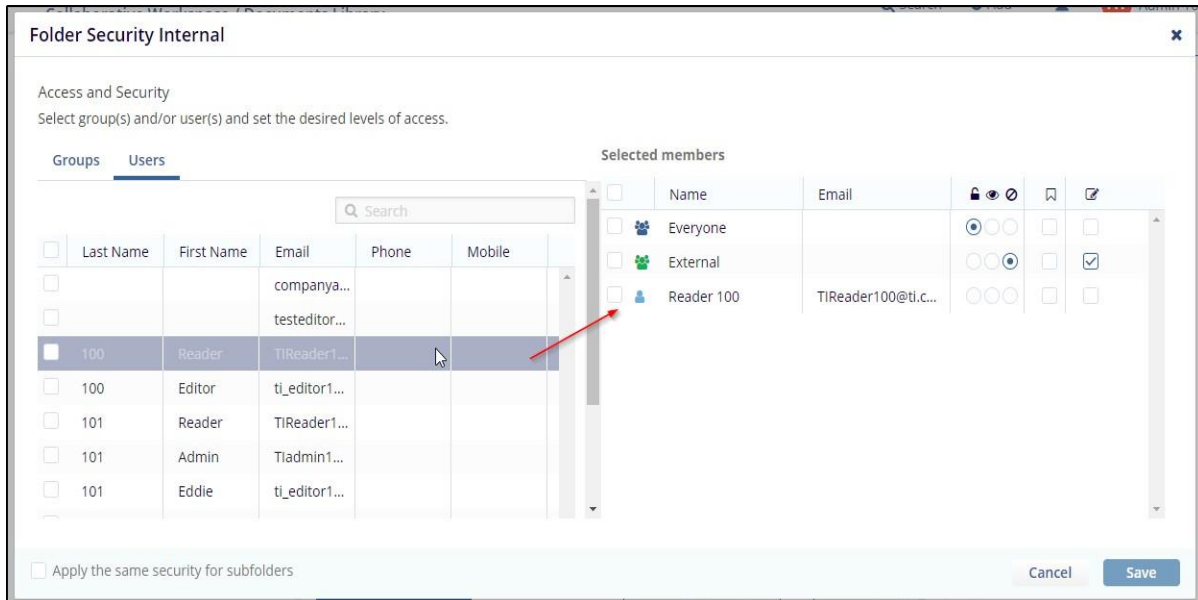 Folder Security Internal
Access and Security
Select group(s) and/or user(s) and set the desired levels of access.
Groups Users
Search
Last Name First Name Email Phone Mobile
companya...
testeditor...
100 Reader TIReader1...
100 Editor ti_editor1...
101 Reader TIReader1...
101 Admin TIadmin1...
101 Eddie ti_editor1...
Selected members
Name Email
Everyone
External
Reader 100 TIReader100@ti.c...
Apply the same security for subfolders
Cancel Save